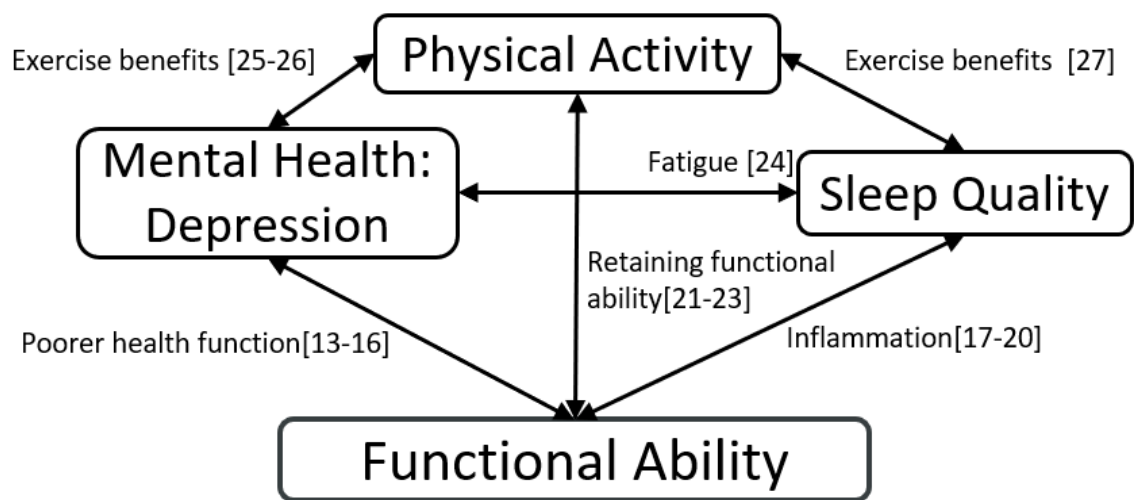 Physical Activity
Exercise benefits [25-26]
Exercise benefits [27]
Mental Health:
Depression
Fatigue [24]
Sleep Quality
Retaining functional
ability[21-23]
Poorer health function[13-16]
Inflammation[17-20]
Functional Ability